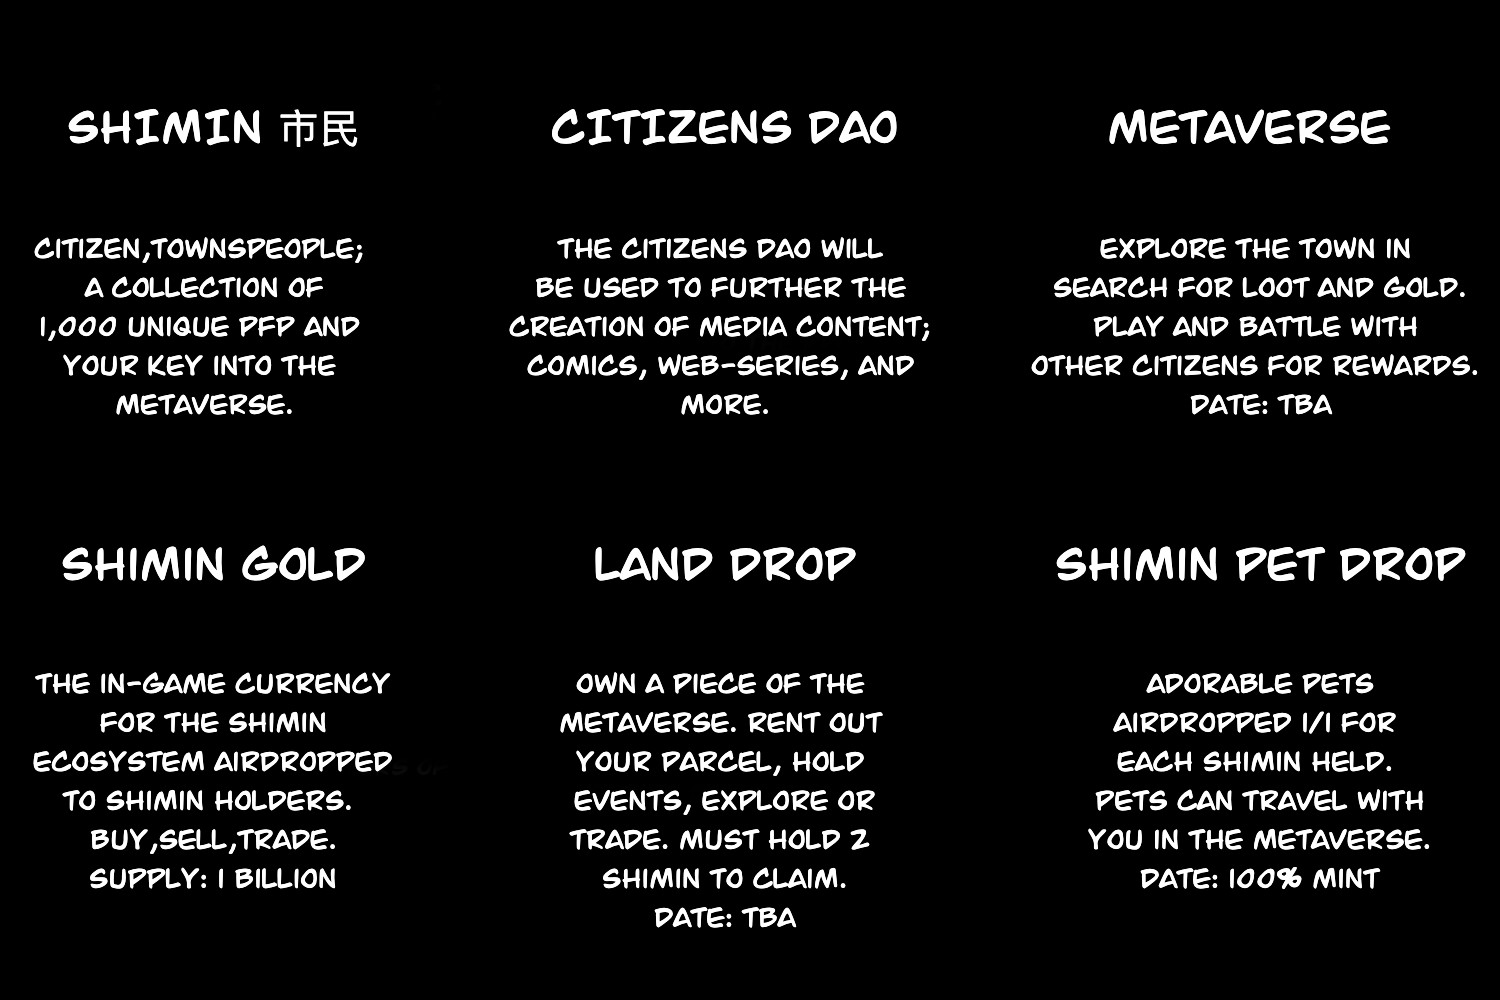 SHIMIN 市民
CITIZEN,TOWNSPEOPLE;
A COLLECTION OF
1,000 UNIQUE PFP AND
YOUR KEY INTO THE
METAVERSE.
CITIZENS DAO
THE CITIZENS DAO WILL
BE USED TO FURTHER THE
CREATION OF MEDIA CONTENT;
COMICS, WEB-SERIES, AND
MORE.
METAVERSE
EXPLORE THE TOWN IN
SEARCH FOR LOOT AND GOLD.
PLAY AND BATTLE WITH
OTHER CITIZENS FOR REWARDS.
DATE: TBA
SHIMIN GOLD
THE IN-GAME CURRENCY
FOR THE SHIMIN
ECOSYSTEM AIRDROPPED
TO SHIMIN HOLDERS.
BUY,SELL,TRADE.
SUPPLY: 1 BILLION
LAND DROP
OWN A PIECE OF THE
METAVERSE. RENT OUT
YOUR PARCEL, HOLD
EVENTS, EXPLORE OR
TRADE. MUST HOLD 2
SHIMIN TO CLAIM.
DATE: TBA
SHIMIN PET DROP
ADORABLE PETS
AIRDROPPED 1/1 FOR
EACH SHIMIN HELD.
PETS CAN TRAVEL WITH
YOU IN THE METAVERSE.
DATE: 100% MINT